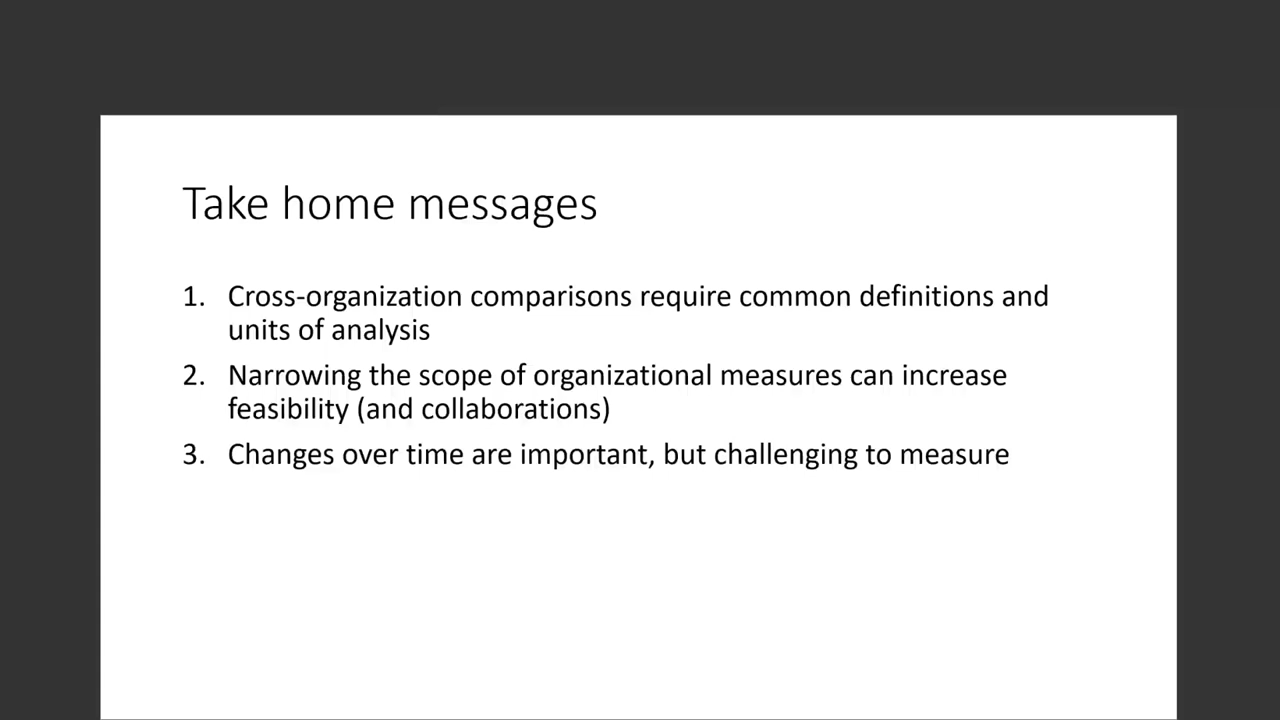 Take home messages
1. Cross-organization comparisons require common definitions and
units of analysis
2. Narrowing the scope of organizational measures can increase
feasibility (and collaborations)
3. Changes over time are important, but challenging to measure